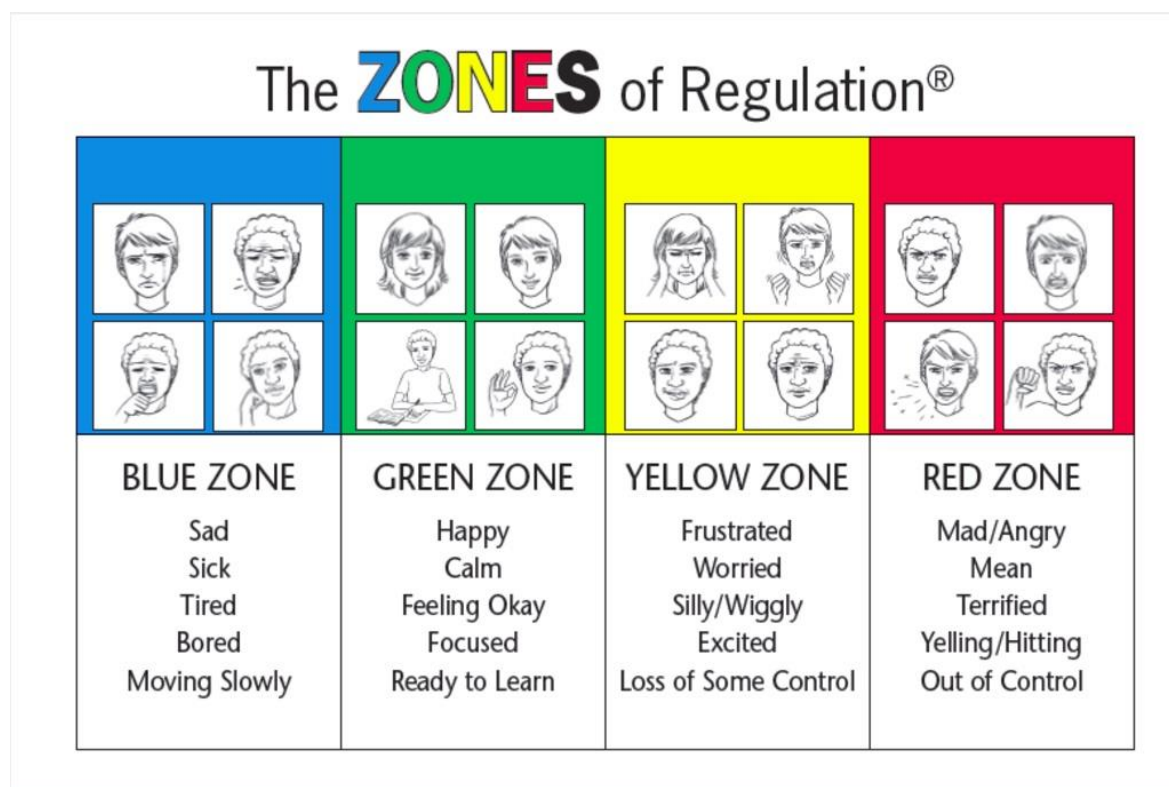 The ZONES of Regulation®
BLUE ZONE
Sad
Sick
Tired
Bored
Moving Slowly
GREEN ZONE
Happy
Calm
Feeling Okay
Focused
Ready to Learn
YELLOW ZONE
Frustrated
Worried
Silly/Wiggly
Excited
Loss of Some Control
RED ZONE
Mad/Angry
Mean
Terrified
Yelling/Hitting
Out of Control